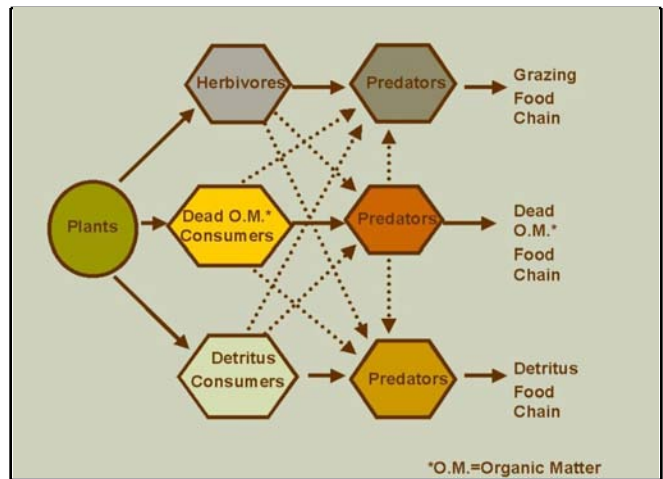 Herbivores
Predators
Grazing
Food
Chain
Plants
Dead O.M.*
Consumers
Predators
Dead
O.M.*
Food
Chain
Detritus
Consumers
Predators
Detritus
Food
Chain
*O.M.=Organic Matter